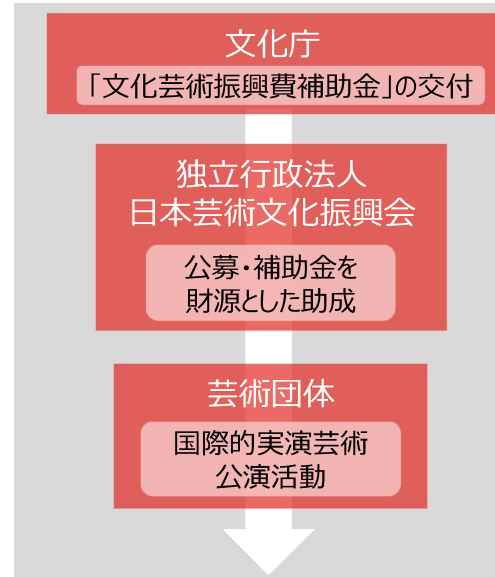 文化庁
「文化芸術振興費補助金」の交付
独立行政法人
日本芸術文化振興会
公募・補助金を
財源とした助成
芸術団体
国際的実演芸術
公演活動